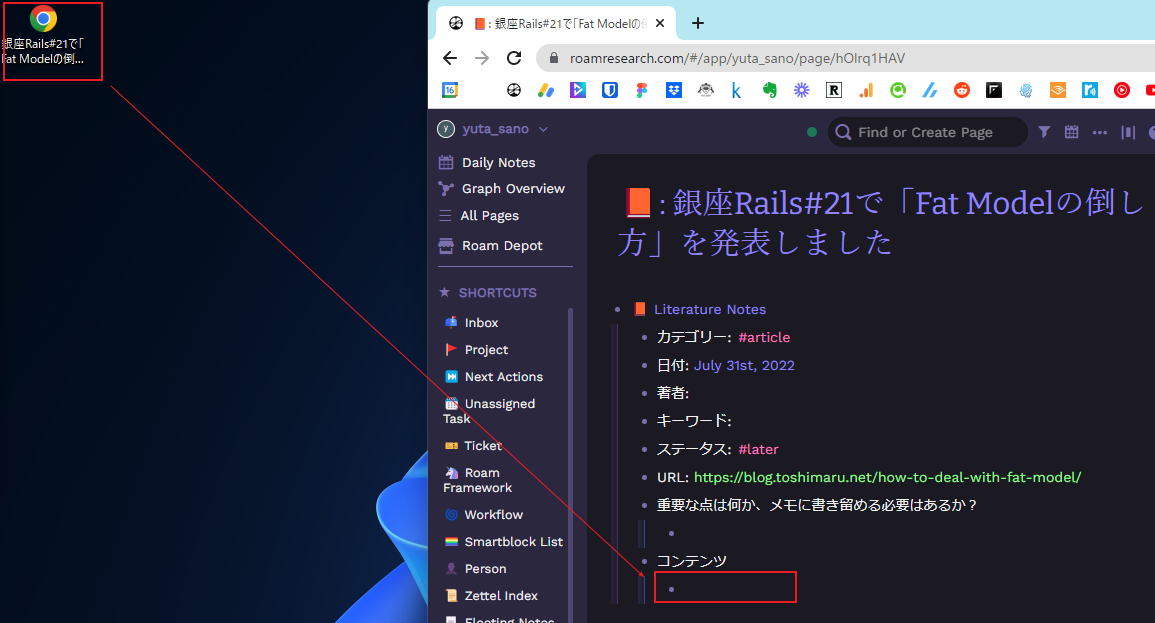 銀座Rails#21で「
Fat Modelの倒...
📕 : 銀座Rails#21で「Fat Modelの
roamresearch.com/#/app/yuta_sano/page/hOIrq1HAV
16
R
y yuta_sano
Find or Create Page
Daily Notes
Graph Overview
All Pages
Roam Depot
SHORTCUTS
Inbox
Project
Next Actions
Unassigned
Task
Ticket
Roam
Framework
Workflow
Smartblock List
Person
Zettel Index
Fleeting Notes
📕 : 銀座Rails#21で「Fat Modelの倒し
方」を発表しました
📕 Literature Notes
カテゴリー: #article
日付: July 31st, 2022
著者:
キーワード:
ステータス: #later
URL: https://blog.toshimaru.net/how-to-deal-with-fat-model/
重要な点は何か、メモに書き留める必要はあるか？
コンテンツ